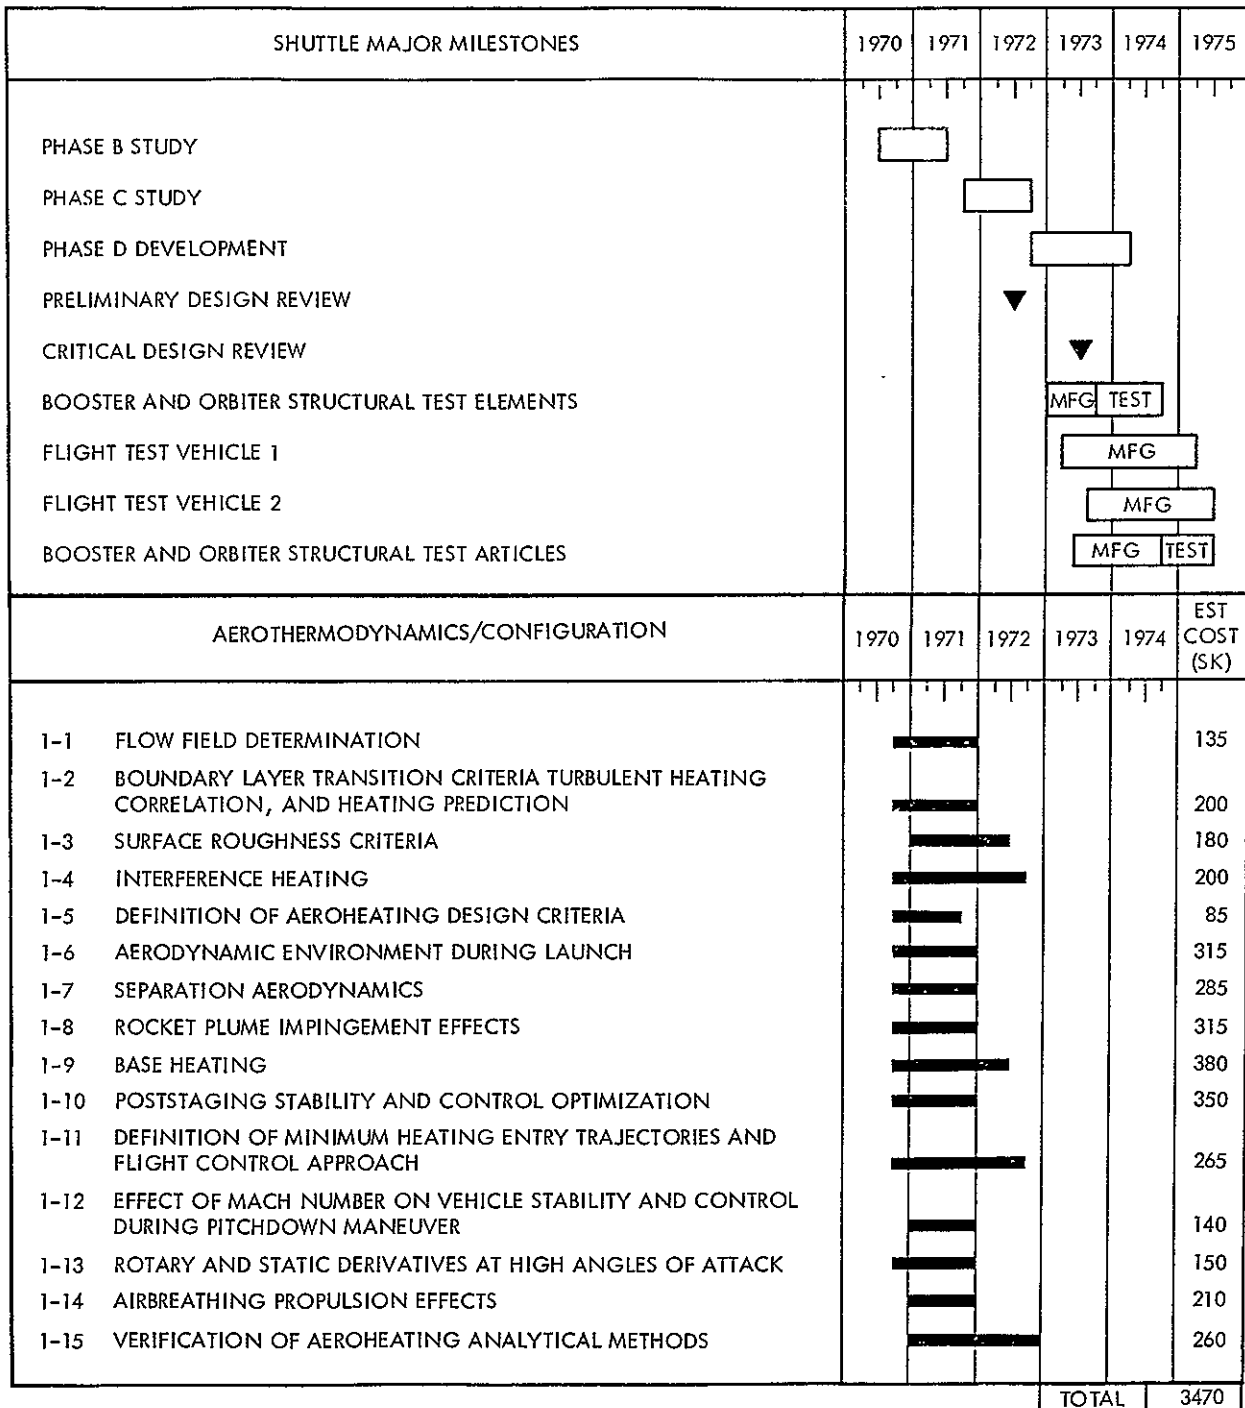 SHUTTLE MAJOR MILESTONES 1970 1971 1972 1973 1974 1975
PHASE B STUDY
PHASE C STUDY
PHASE D DEVELOPMENT
PRELIMINARY DESIGN REVIEW
CRITICAL DESIGN REVIEW
BOOSTER AND ORBITER STRUCTURAL TEST ELEMENTS MFG TEST
FLIGHT TEST VEHICLE 1 MFG
FLIGHT TEST VEHICLE 2 MFG
BOOSTER AND ORBITER STRUCTURAL TEST ARTICLES MFG TEST
AEROTHERMODYNAMICS/CONFIGURATION 1970 1971 1972 1973 1974 EST
COST
(SK)
1-1 FLOW FIELD DETERMINATION 135
1-2 BOUNDARY LAYER TRANSITION CRITERIA TURBULENT HEATING
CORRELATION, AND HEATING PREDICTION 200
1-3 SURFACE ROUGHNESS CRITERIA 180
1-4 INTERFERENCE HEATING 200
1-5 DEFINITION OF AEROHEATING DESIGN CRITERIA 85
1-6 AERODYNAMIC ENVIRONMENT DURING LAUNCH 315
1-7 SEPARATION AERODYNAMICS 285
1-8 ROCKET PLUME IMPINGEMENT EFFECTS 315
1-9 BASE HEATING 380
1-10 POSTSTAGING STABILITY AND CONTROL OPTIMIZATION 350
1-11 DEFINITION OF MINIMUM HEATING ENTRY TRAJECTORIES AND
FLIGHT CONTROL APPROACH 265
1-12 EFFECT OF MACH NUMBER ON VEHICLE STABILITY AND CONTROL
DURING PITCHDOWN MANEUVER 140
1-13 ROTARY AND STATIC DERIVATIVES AT HIGH ANGLES OF ATTACK 150
1-14 AIRBREATHING PROPULSION EFFECTS 210
1-15 VERIFICATION OF AEROHEATING ANALYTICAL METHODS 260
TOTAL 3470